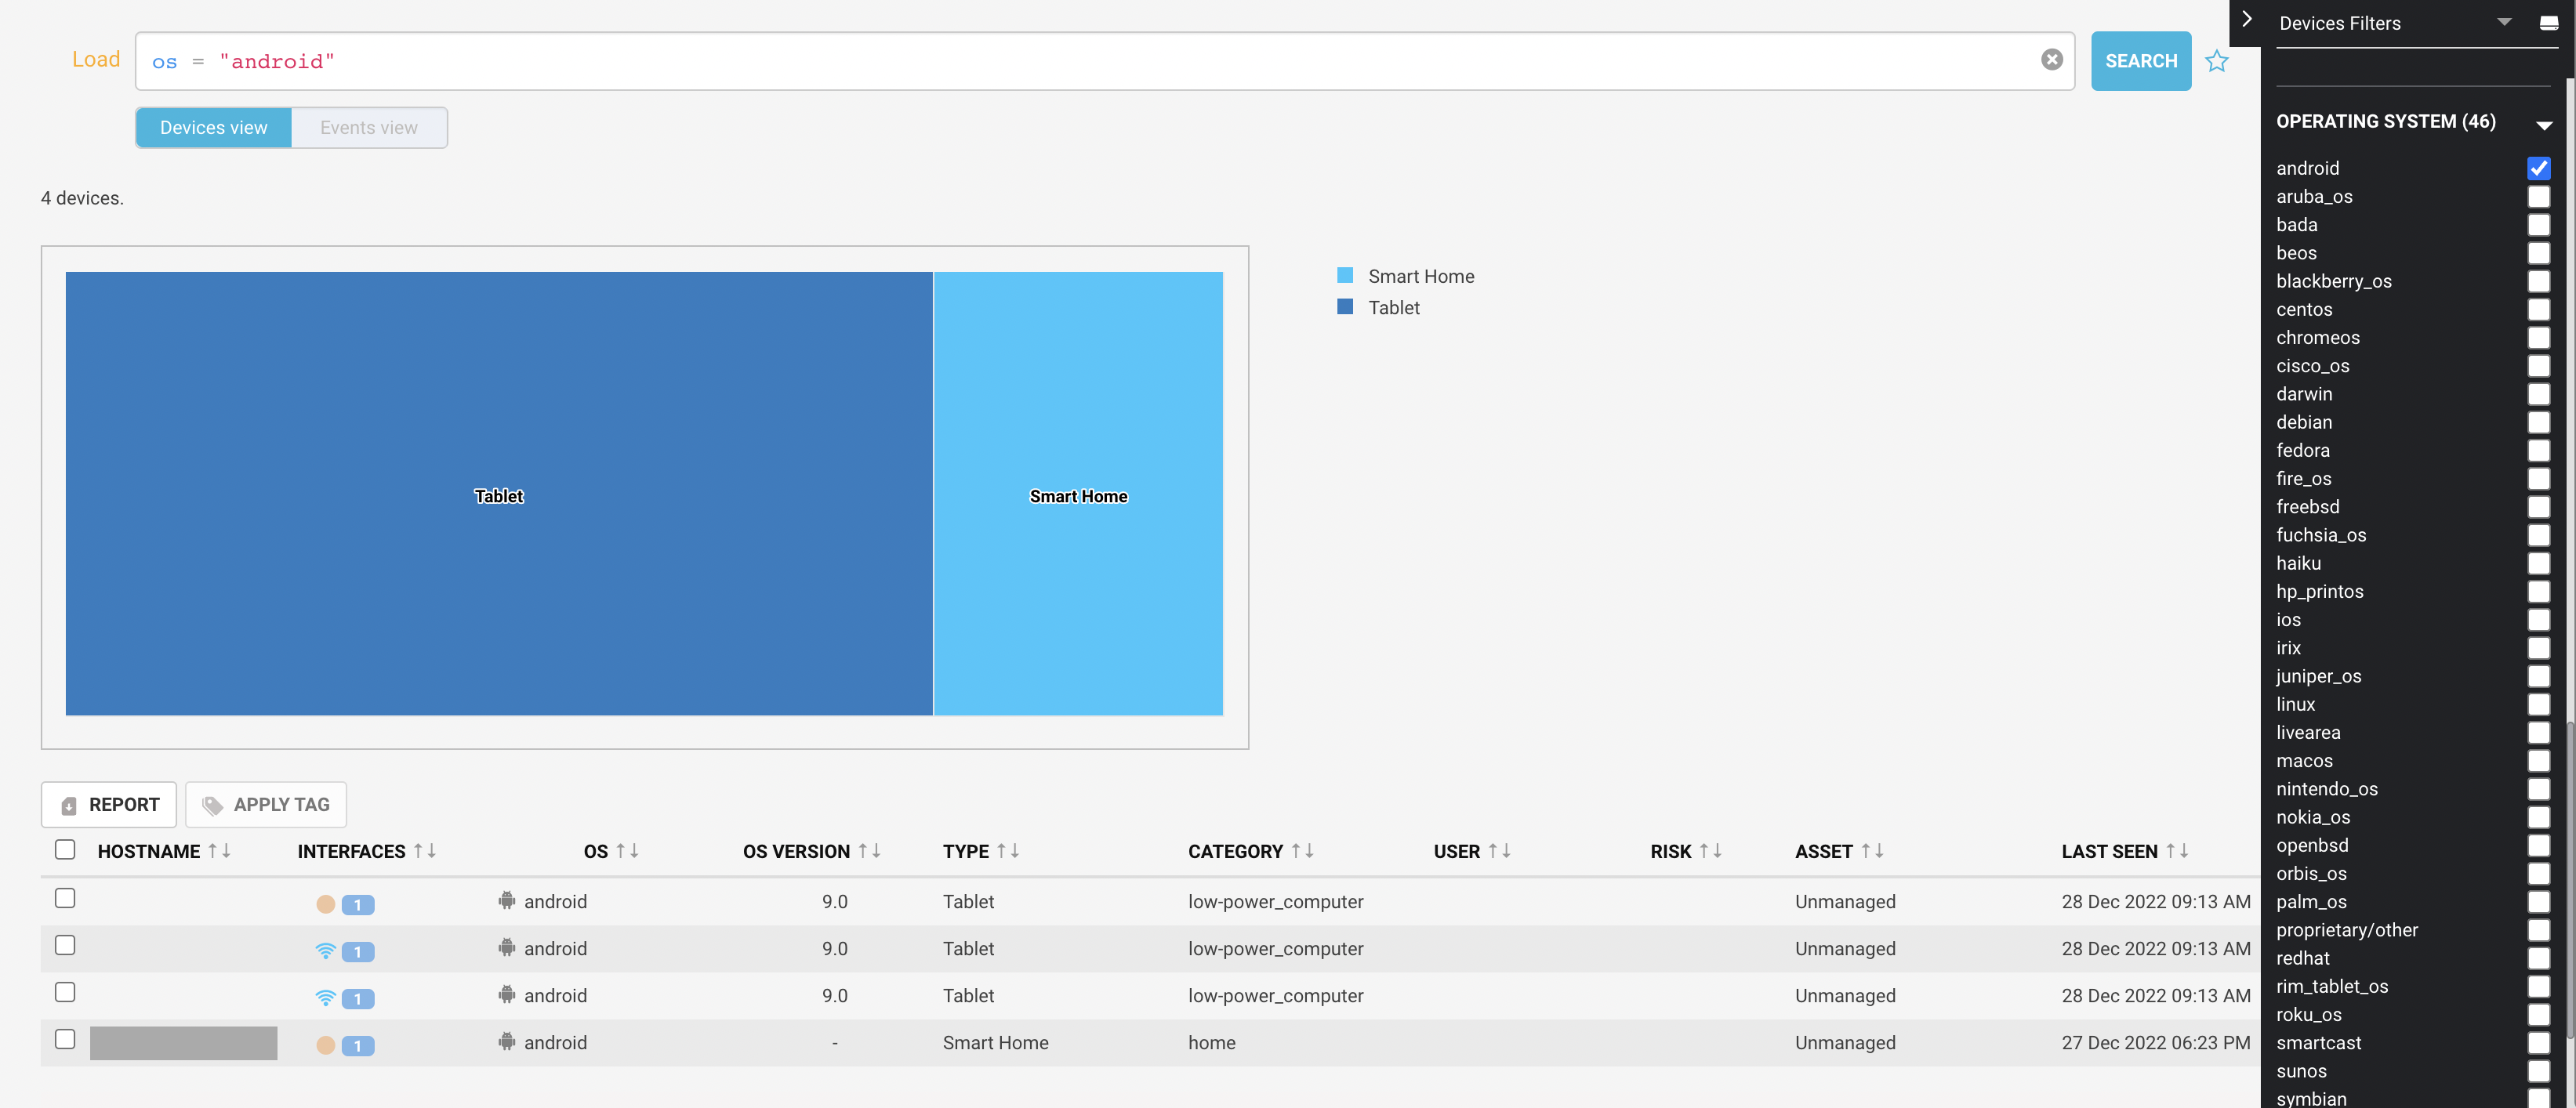 Load
os = "android"
SEARCH
Devices view
Events view
4 devices.
Tablet
Smart Home
Smart Home
Tablet
REPORT
APPLY TAG
HOSTNAME ↑↓ INTERFACES ↑↓ OS ↑↓ OS VERSION ↑↓ TYPE ↑↓ CATEGORY ↑↓ USER ↑↓ RISK ↑↓ ASSET ↑↓ LAST SEEN ↑↓
1 android 9.0 Tablet low-power_computer Unmanaged 28 Dec 2022 09:13 AM
1 android 9.0 Tablet low-power_computer Unmanaged 28 Dec 2022 09:13 AM
1 android 9.0 Tablet low-power_computer Unmanaged 28 Dec 2022 09:13 AM
1 android - Smart Home home Unmanaged 27 Dec 2022 06:23 PM
Devices Filters
OPERATING SYSTEM (46)
android
aruba_os
bada
beos
blackberry_os
centos
chromeos
cisco_os
darwin
debian
fedora
fire_os
freebsd
fuchsia_os
haiku
hp_printos
ios
irix
juniper_os
linux
livearea
macos
nintendo_os
nokia_os
openbsd
orbis_os
palm_os
proprietary/other
redhat
rim_tablet_os
roku_os
smartcast
sunos
symbian